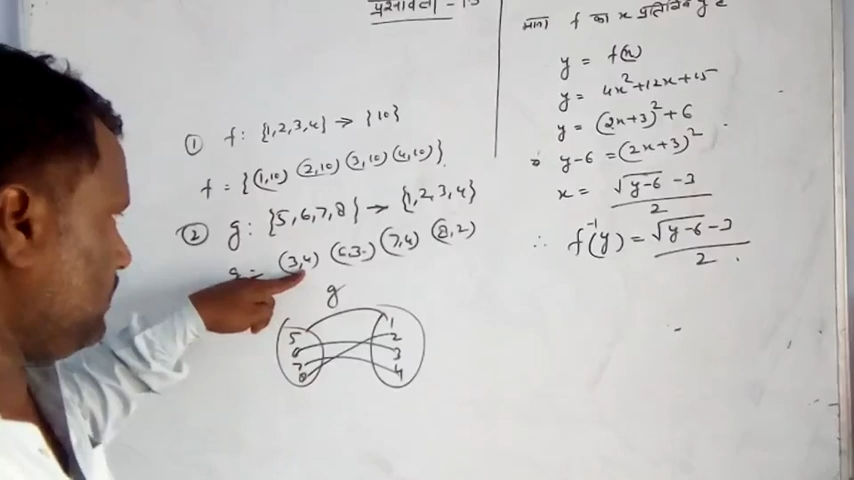 प्रश्नावली - 13
① f: {1,2,3,4} → {10}
f = {(1,10) (2,10) (3,10) (4,10)}
② g: {5,6,7,8} → {1,2,3,4}
g = (3,4) (6,3) (7,4) (8,2)
g
5 1
6 2
7 3
8 4
माना f का x प्रतिबिंब y
y = f(x)
y = 4x²+12x+15
y = (2x+3)²+6
y-6 = (2x+3)²
x = √y-6 -3 / 2
∴ f⁻¹(y) = √y-6 -3 / 2 .